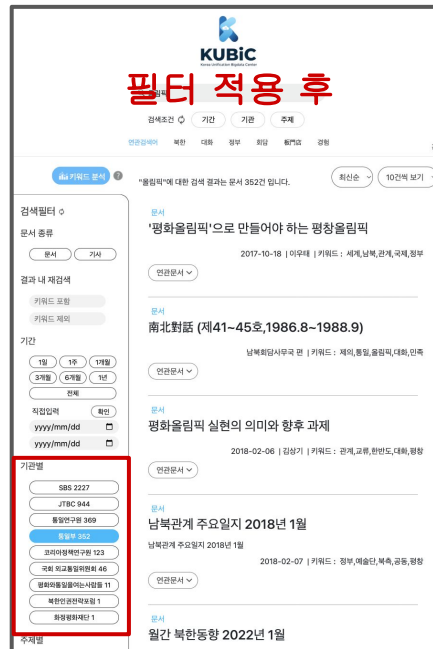 KUBiC
Korea Unification Bigdata Center
필터 적용 후
올림픽
검색조건
기간
기관
주제
연관검색어
북한
대화
정부
회담
板門店
경험
키워드 분석
?
"올림픽"에 대한 검색 결과는 문서 352건 입니다.
최신순
10건씩 보기
검색필터
문서 종류
문서
기사
결과 내 재검색
키워드 포함
키워드 제외
기간
1일
1주
1개월
3개월
6개월
1년
전체
직접입력
확인
yyyy/mm/dd
yyyy/mm/dd
기관별
SBS 2227
JTBC 944
통일연구원 369
통일부 352
코리아정책연구원 123
국회 외교통일위원회 46
평화와통일을여는사람들 11
북한인권전략포럼 1
화정평화재단 1
주제별
문서
'평화올림픽'으로 만들어야 하는 평창올림픽
2017-10-18 | 이우태 | 키워드 : 세계,남북,관계,국제,정부
연관문서
문서
南北對話 (제41~45호,1986.8~1988.9)
남북회담사무국 편 | 키워드 : 제의,통일,올림픽,대화,민족
연관문서
문서
평화올림픽 실현의 의미와 향후 과제
2018-02-06 | 김상기 | 키워드 : 관계,교류,한반도,대화,평창
연관문서
문서
남북관계 주요일지 2018년 1월
남북관계 주요일지 2018년 1월
2018-02-07 | 키워드 : 정부,예술단,북측,공동,평창
연관문서
문서
월간 북한동향 2022년 1월